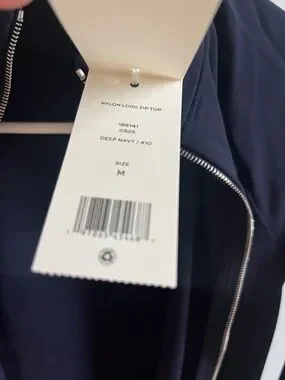 NYLON LOGO ZIP TOP
166141
0525
DEEP NAVY / 410
SIZE
M